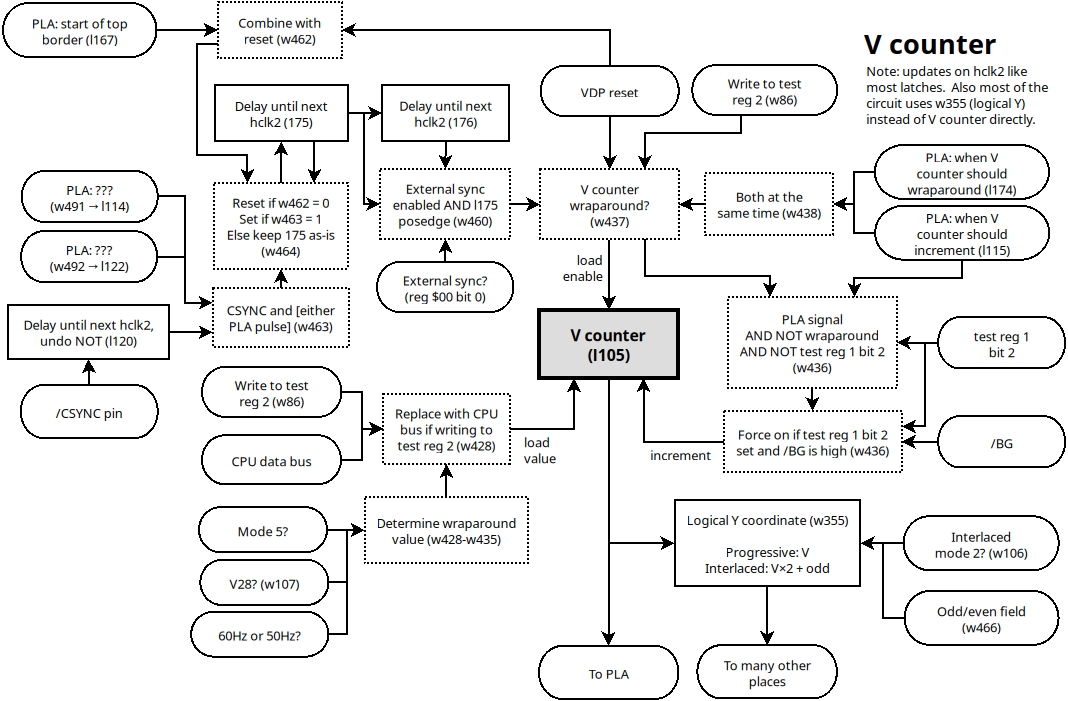 PLA: start of top
border (l167)
Combine with
reset (w462)
V counter
Note: updates on hclk2 like
most latches. Also most of the
circuit uses w355 (logical Y)
instead of V counter directly.
VDP reset
Write to test
reg 2 (w86)
Delay until next
hclk2 (175)
Delay until next
hclk2 (176)
PLA: when V
counter should
wraparound (l174)
PLA: when V
counter should
increment (l115)
PLA: ???
(w491 → l114)
PLA: ???
(w492 → l122)
Reset if w462 = 0
Set if w463 = 1
Else keep 175 as-is
(w464)
External sync
enabled AND l175
posedge (w460)
V counter
wraparound?
(w437)
Both at the
same time (w438)
External sync?
(reg $00 bit 0)
load
enable
Delay until next hclk2,
undo NOT (l120)
CSYNC and [either
PLA pulse] (w463)
V counter
(l105)
PLA signal
AND NOT wraparound
AND NOT test reg 1 bit 2
(w436)
test reg 1
bit 2
/CSYNC pin
Write to test
reg 2 (w86)
CPU data bus
Replace with CPU
bus if writing to
test reg 2 (w428)
load
value
increment
Force on if test reg 1 bit 2
set and /BG is high (w436)
/BG
Mode 5?
V28? (w107)
60Hz or 50Hz?
Determine wraparound
value (w428-w435)
Logical Y coordinate (w355)
Progressive: V
Interlaced: V×2 + odd
Interlaced
mode 2? (w106)
Odd/even field
(w466)
To PLA
To many other
places